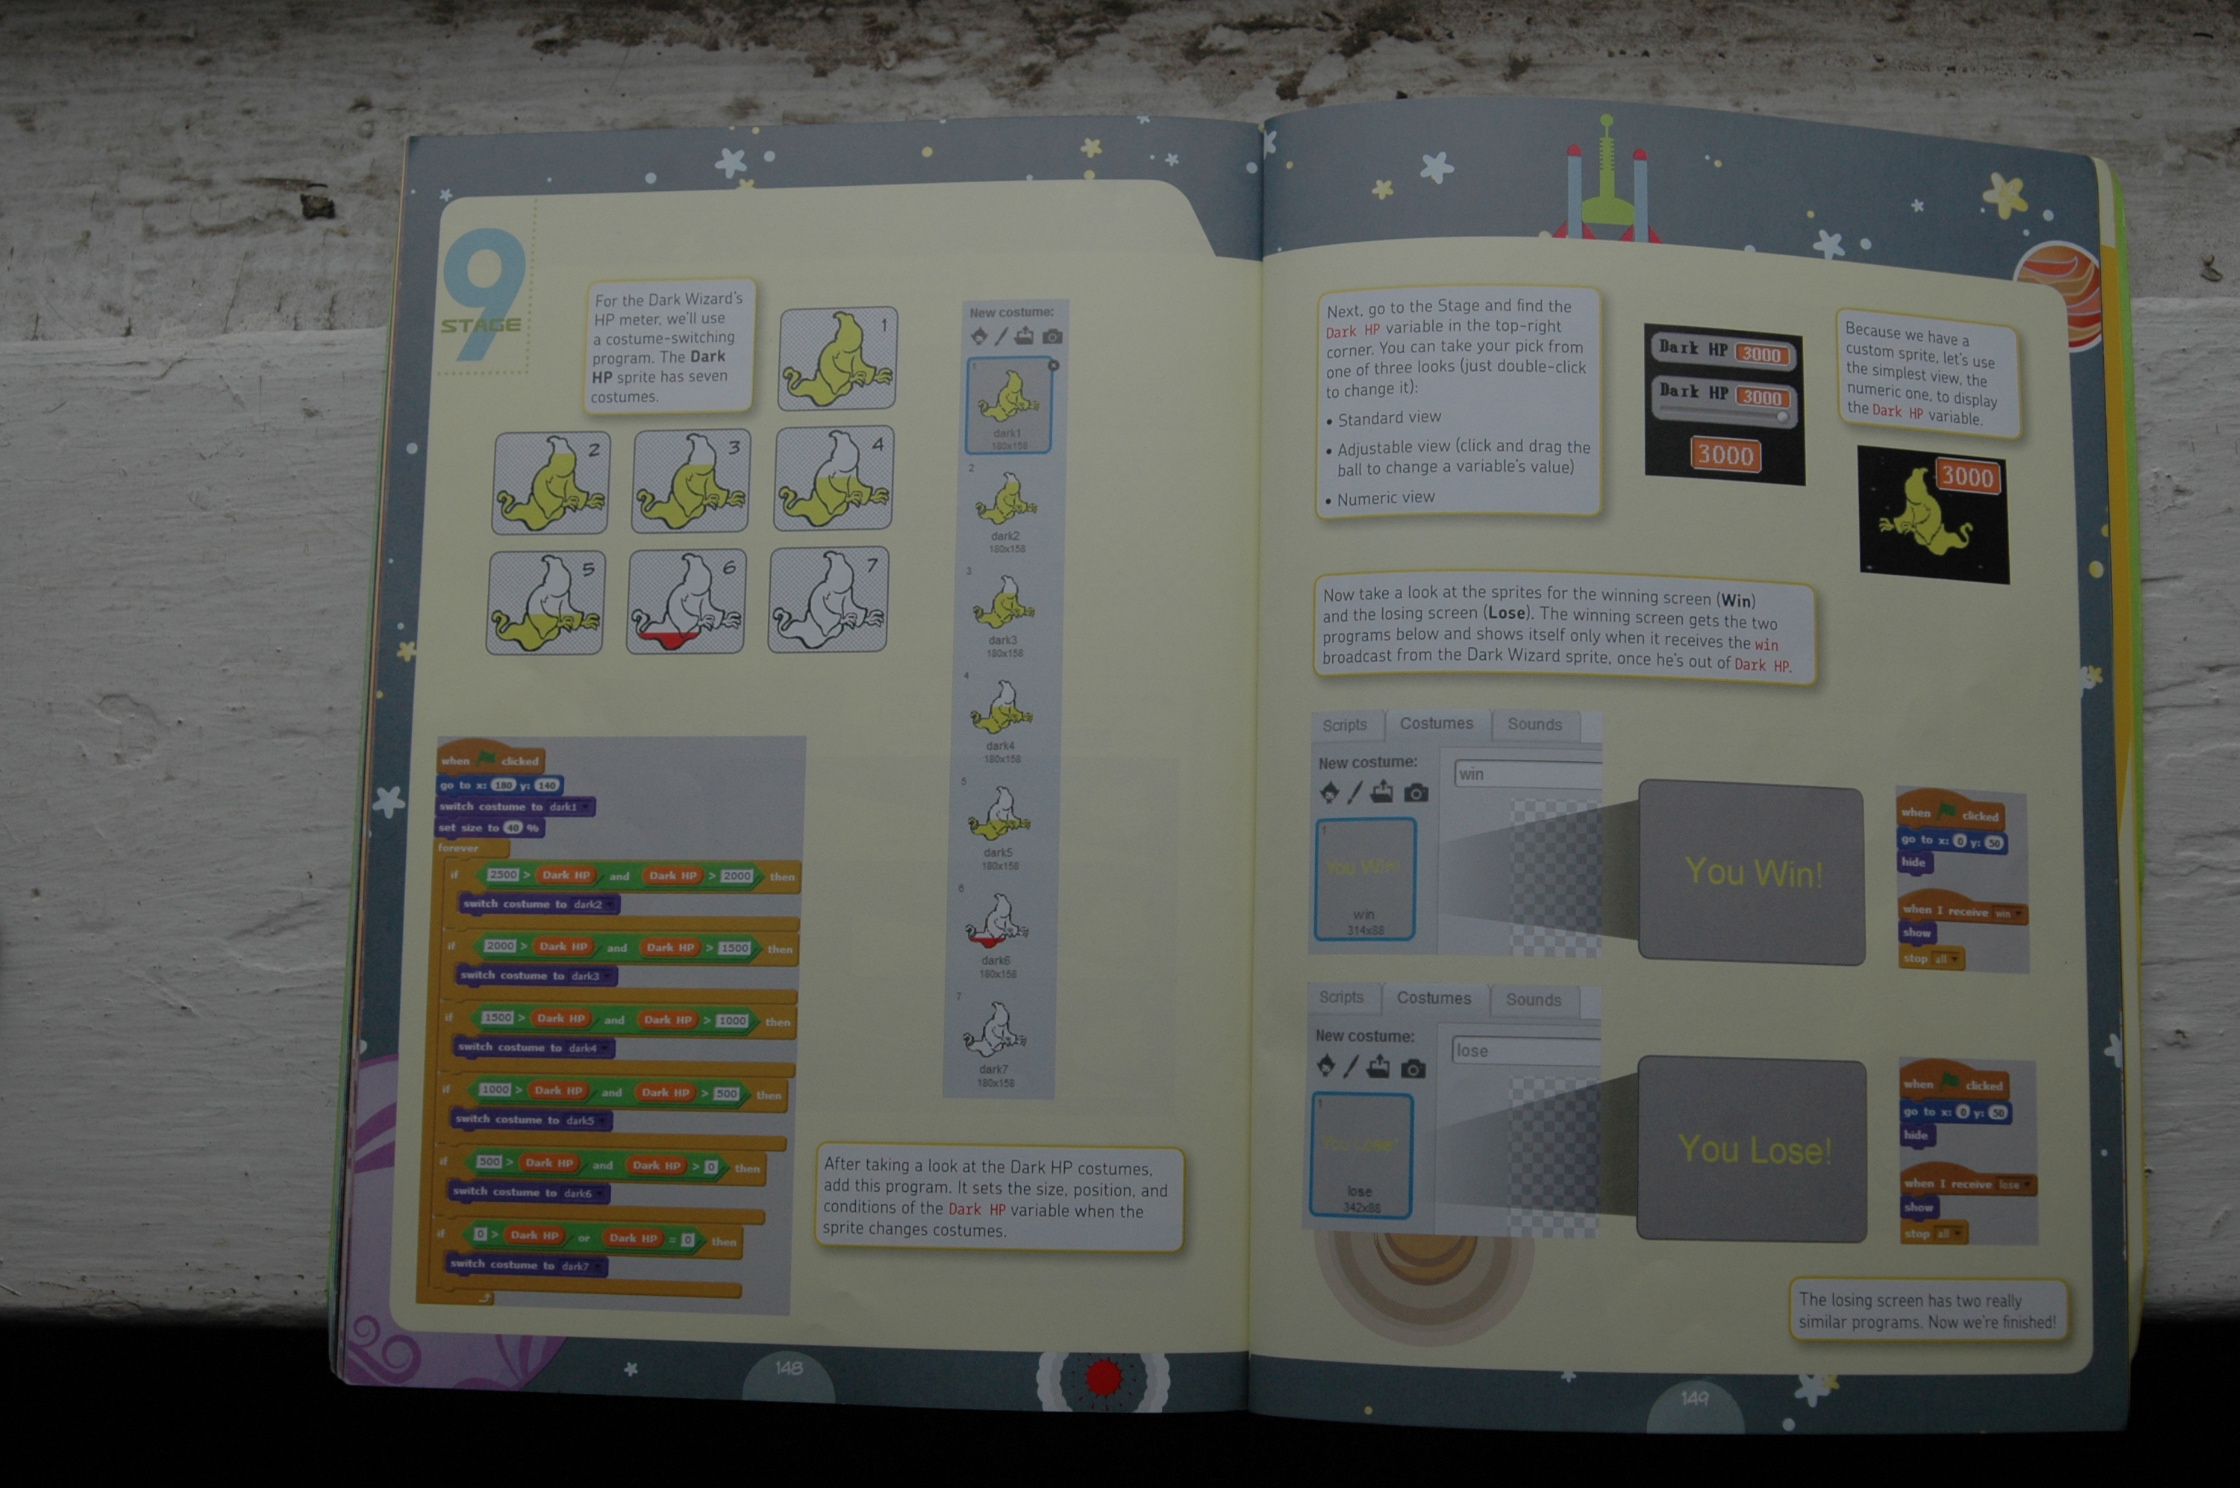 9
STAGE
For the Dark Wizard's
HP meter, we'll use
a costume-switching
program. The Dark
HP sprite has seven
costumes.
1
2
3
4
5
6
7
New costume:
1
dark1
180x158
2
dark2
180x158
3
dark3
180x158
4
dark4
180x158
5
dark5
180x158
6
dark6
180x158
7
dark7
180x158
when clicked
go to x: 180 y: 140
switch costume to dark1
set size to 40 %
forever
if 2500 > Dark HP and Dark HP > 2000 then
switch costume to dark2
if 2000 > Dark HP and Dark HP > 1500 then
switch costume to dark3
if 1500 > Dark HP and Dark HP > 1000 then
switch costume to dark4
if 1000 > Dark HP and Dark HP > 500 then
switch costume to dark5
if 500 > Dark HP and Dark HP > 0 then
switch costume to dark6
if 0 > Dark HP or Dark HP = 0 then
switch costume to dark7
After taking a look at the Dark HP costumes,
add this program. It sets the size, position, and
conditions of the Dark HP variable when the
sprite changes costumes.
148
Next, go to the Stage and find the
Dark HP variable in the top-right
corner. You can take your pick from
one of three looks (just double-click
to change it):
• Standard view
• Adjustable view (click and drag the
ball to change a variable's value)
• Numeric view
Dark HP 3000
Dark HP 3000
3000
Because we have a
custom sprite, let's use
the simplest view, the
numeric one, to display
the Dark HP variable.
3000
Now take a look at the sprites for the winning screen (Win)
and the losing screen (Lose). The winning screen gets the two
programs below and shows itself only when it receives the win
broadcast from the Dark Wizard sprite, once he's out of Dark HP.
Scripts Costumes Sounds
New costume:
win
1
You Win!
win
314x88
You Win!
when clicked
go to x: 0 y: 50
hide
when I receive win
show
stop all
Scripts Costumes Sounds
New costume:
lose
1
You Lose!
lose
342x88
You Lose!
when clicked
go to x: 0 y: 50
hide
when I receive lose
show
stop all
The losing screen has two really
similar programs. Now we're finished!
149